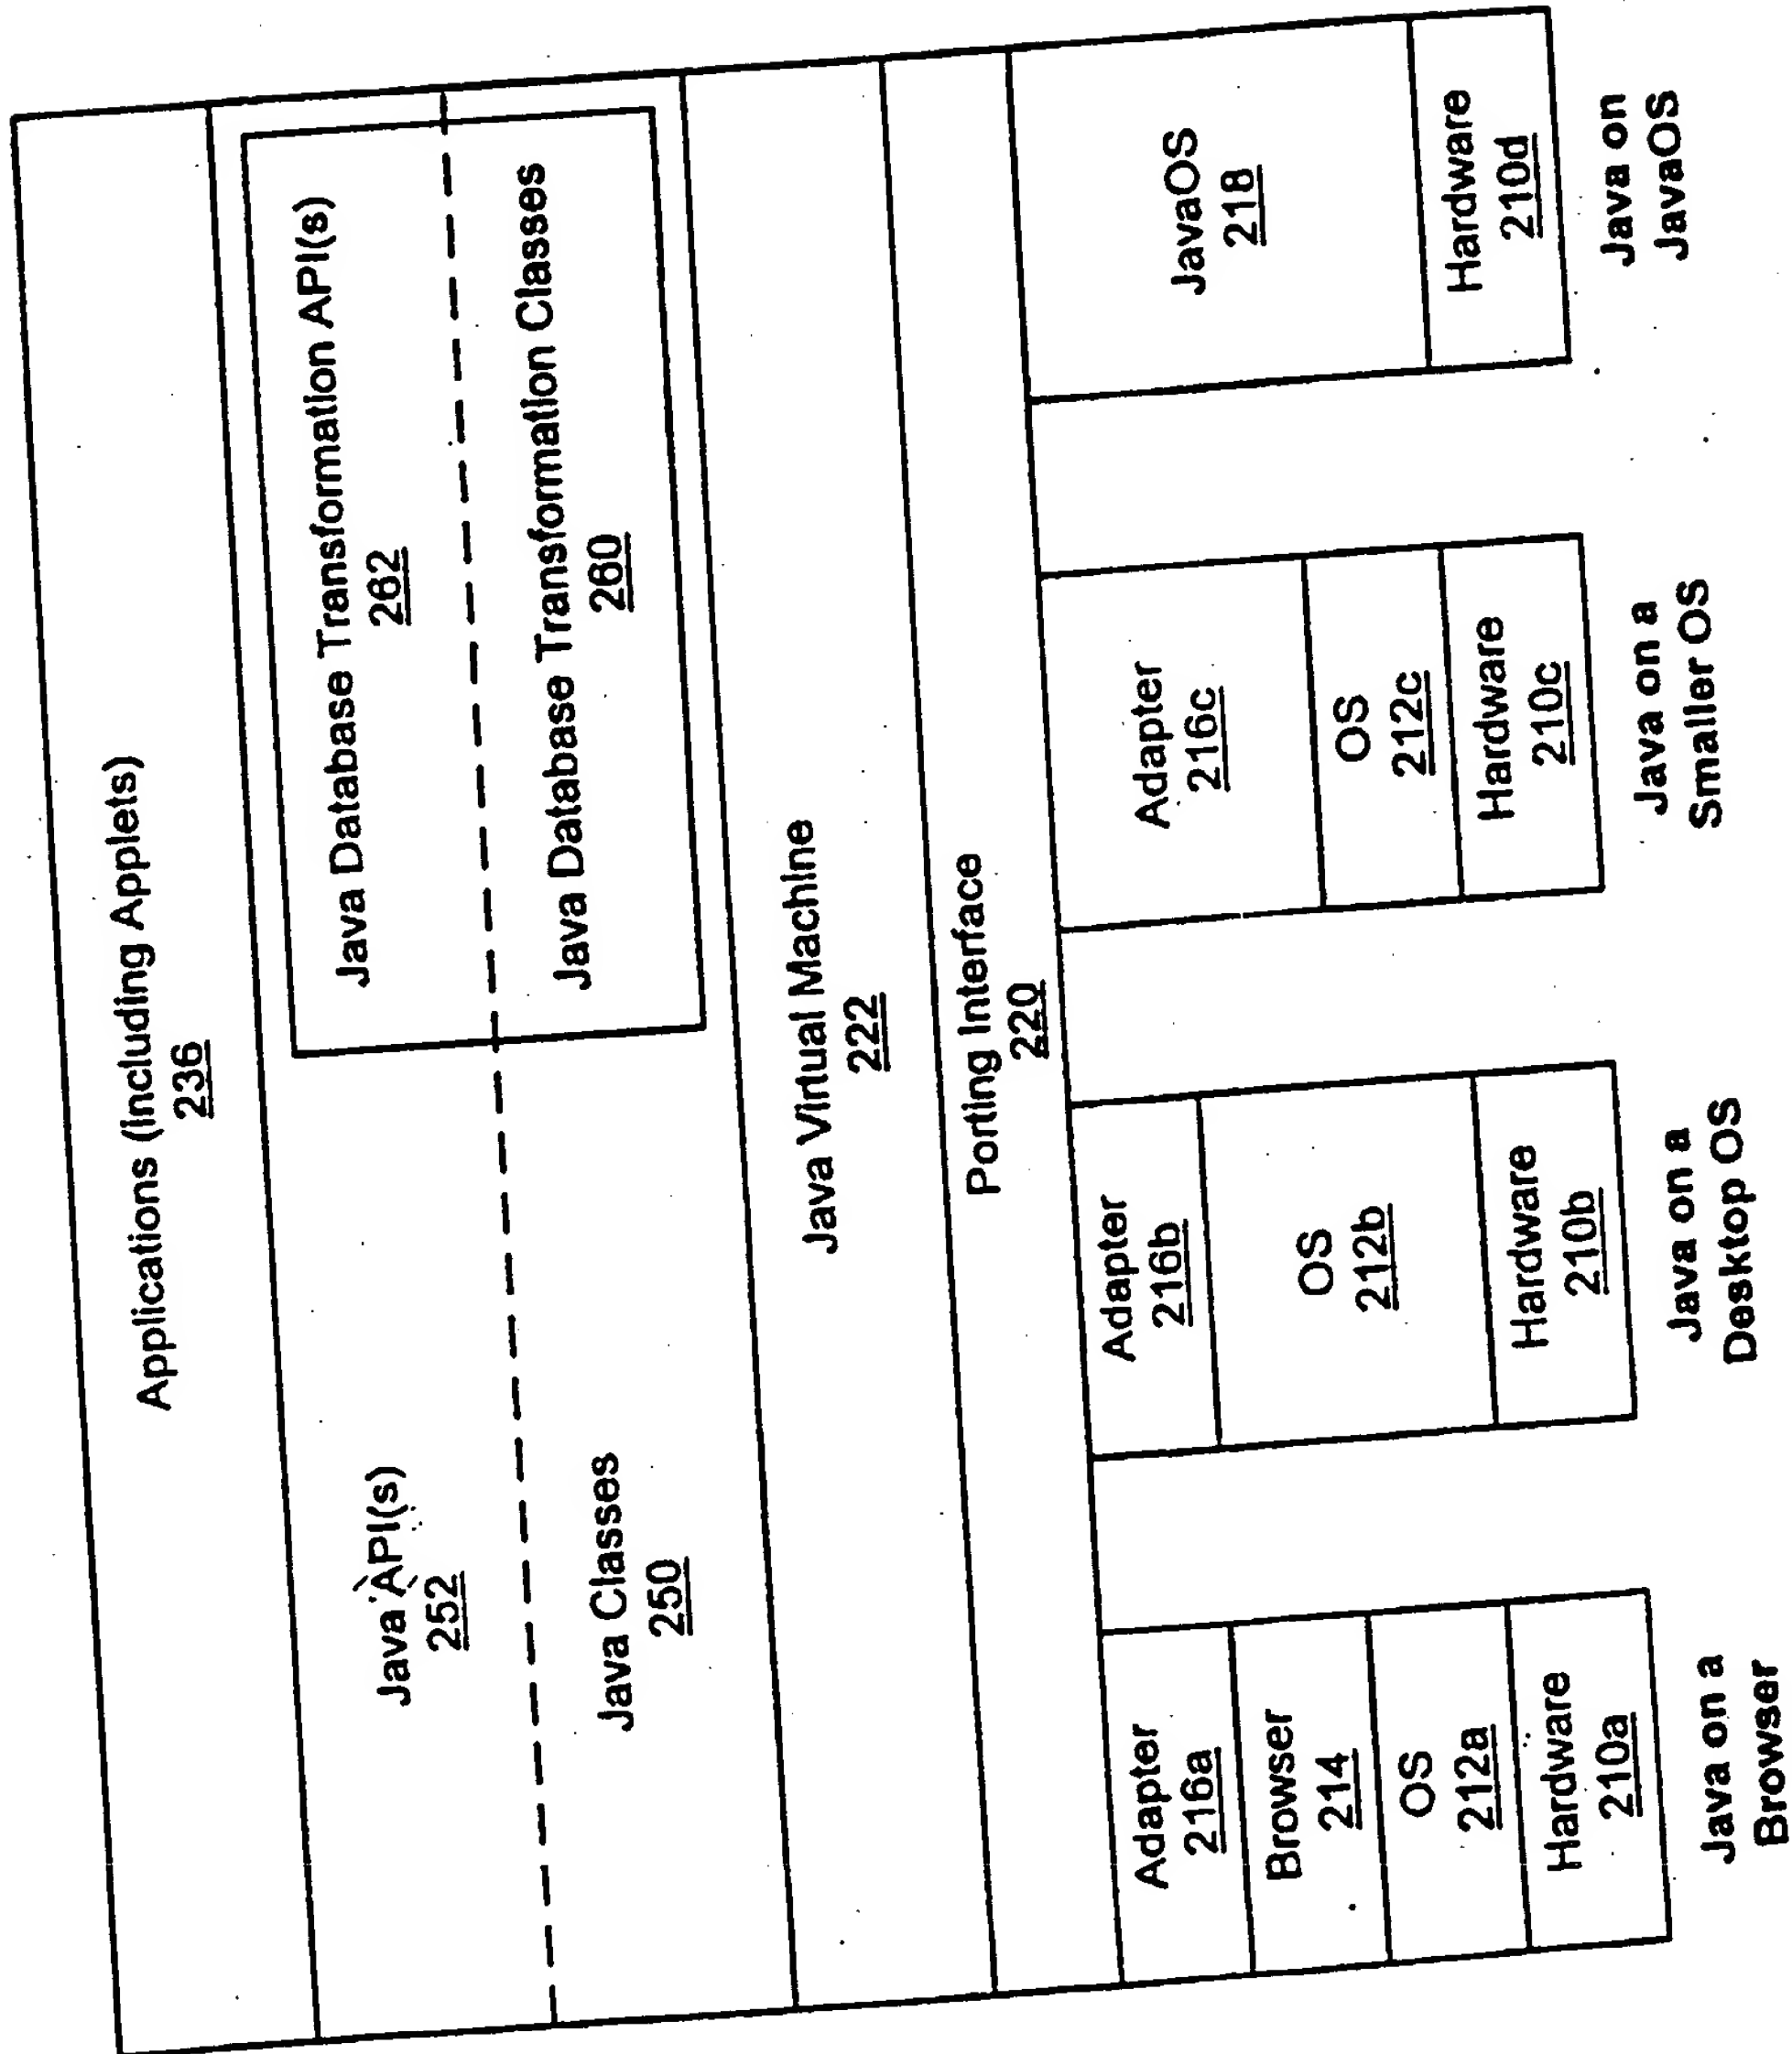 Applications (including Applets)
236
Java API(s)
252
Java Database Transformation API(s)
262
Java Classes
250
Java Database Transformation Classes
260
Java Virtual Machine
222
Porting Interface
220
Adapter
216a
Browser
214
OS
212a
Hardware
210a
Java on a
Browser
Adapter
216b
OS
212b
Hardware
210b
Java on a
Desktop OS
Adapter
216c
OS
212c
Hardware
210c
Java on a
Smaller OS
JavaOS
218
Hardware
210d
Java on
JavaOS